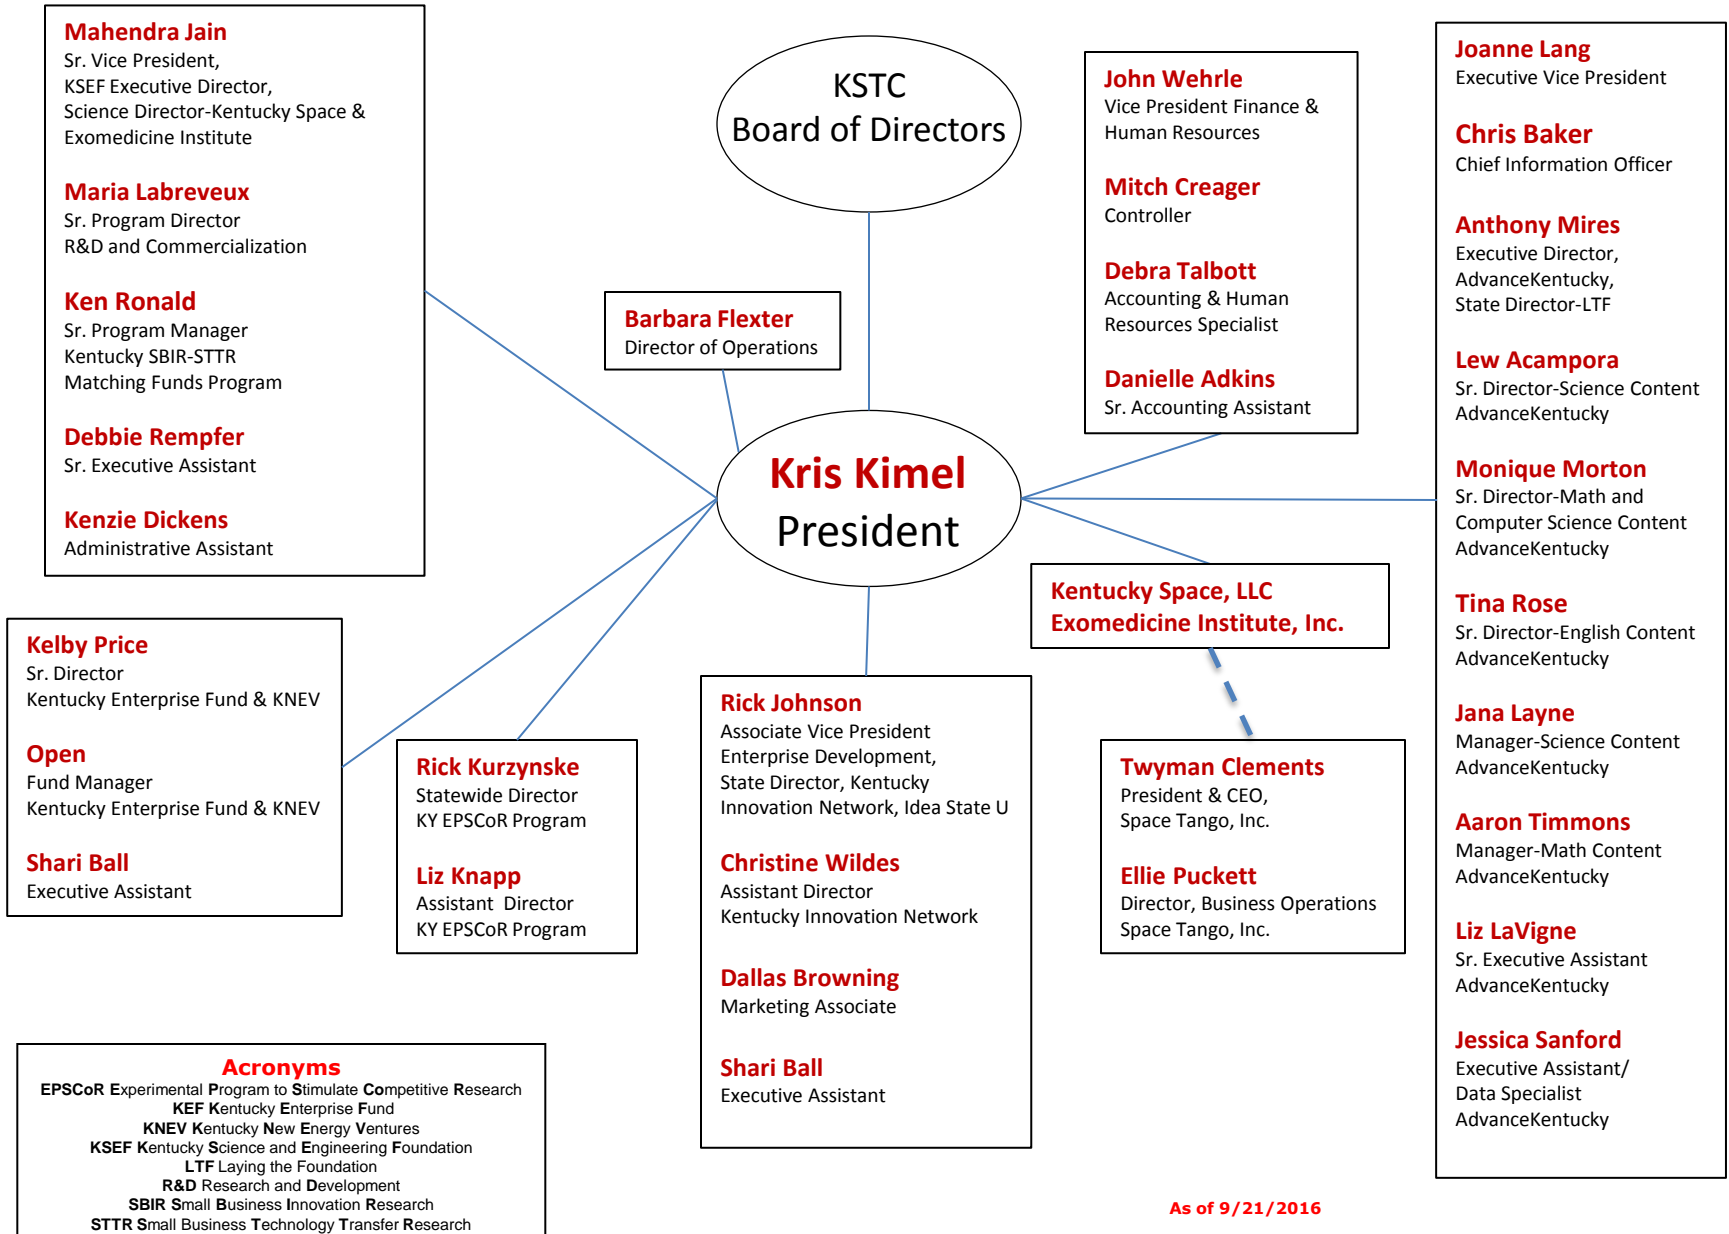 Mahendra Jain
Sr. Vice President,
KSEF Executive Director,
Science Director-Kentucky Space &
Exomedicine Institute
Maria Labreveux
Sr. Program Director
R&D and Commercialization
Ken Ronald
Sr. Program Manager
Kentucky SBIR-STTR
Matching Funds Program
Debbie Rempfer
Sr. Executive Assistant
Kenzie Dickens
Administrative Assistant
KSTC
Board of Directors
Barbara Flexter
Director of Operations
Kris Kimel
President
John Wehrle
Vice President Finance &
Human Resources
Mitch Creager
Controller
Debra Talbott
Accounting & Human
Resources Specialist
Danielle Adkins
Sr. Accounting Assistant
Joanne Lang
Executive Vice President
Chris Baker
Chief Information Officer
Anthony Mires
Executive Director,
AdvanceKentucky,
State Director-LTF
Lew Acampora
Sr. Director-Science Content
AdvanceKentucky
Monique Morton
Sr. Director-Math and
Computer Science Content
AdvanceKentucky
Tina Rose
Sr. Director-English Content
AdvanceKentucky
Jana Layne
Manager-Science Content
AdvanceKentucky
Aaron Timmons
Manager-Math Content
AdvanceKentucky
Liz LaVigne
Sr. Executive Assistant
AdvanceKentucky
Jessica Sanford
Executive Assistant/
Data Specialist
AdvanceKentucky
Kelby Price
Sr. Director
Kentucky Enterprise Fund & KNEV
Open
Fund Manager
Kentucky Enterprise Fund & KNEV
Shari Ball
Executive Assistant
Rick Kurzynske
Statewide Director
KY EPSCoR Program
Liz Knapp
Assistant Director
KY EPSCoR Program
Rick Johnson
Associate Vice President
Enterprise Development,
State Director, Kentucky
Innovation Network, Idea State U
Christine Wildes
Assistant Director
Kentucky Innovation Network
Dallas Browning
Marketing Associate
Shari Ball
Executive Assistant
Kentucky Space, LLC
Exomedicine Institute, Inc.
Twyman Clements
President & CEO,
Space Tango, Inc.
Ellie Puckett
Director, Business Operations
Space Tango, Inc.
Acronyms
EPSCoR Experimental Program to Stimulate Competitive Research
KEF Kentucky Enterprise Fund
KNEV Kentucky New Energy Ventures
KSEF Kentucky Science and Engineering Foundation
LTF Laying the Foundation
R&D Research and Development
SBIR Small Business Innovation Research
STTR Small Business Technology Transfer Research
As of 9/21/2016